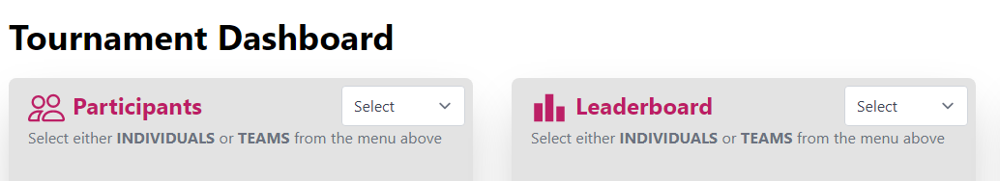 Tournament Dashboard
Participants
Select
Select either INDIVIDUALS or TEAMS from the menu above
Leaderboard
Select
Select either INDIVIDUALS or TEAMS from the menu above